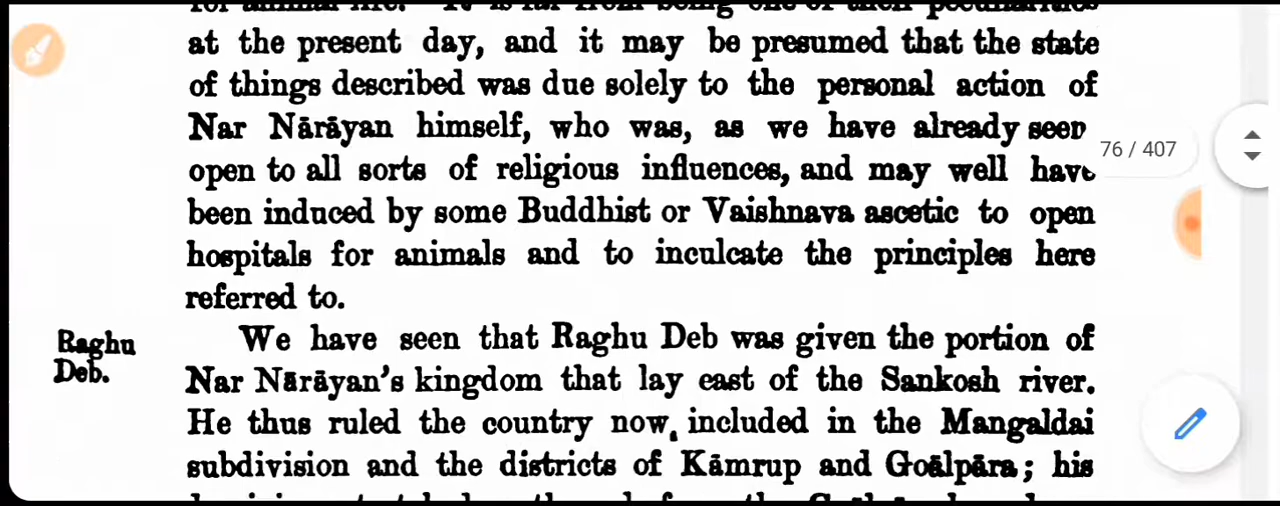 at the present day, and it may be presumed that the state
of things described was due solely to the personal action of
Nar Nārāyan himself, who was, as we have already seen
76 / 407
open to all sorts of religious influences, and may well have
been induced by some Buddhist or Vaishnava ascetic to open
hospitals for animals and to inculcate the principles here
referred to.
Raghu
Deb.
We have seen that Raghu Deb was given the portion of
Nar Nārāyan's kingdom that lay east of the Sankosh river.
He thus ruled the country now, included in the Mangaldai
subdivision and the districts of Kāmrup and Goālpāra; his